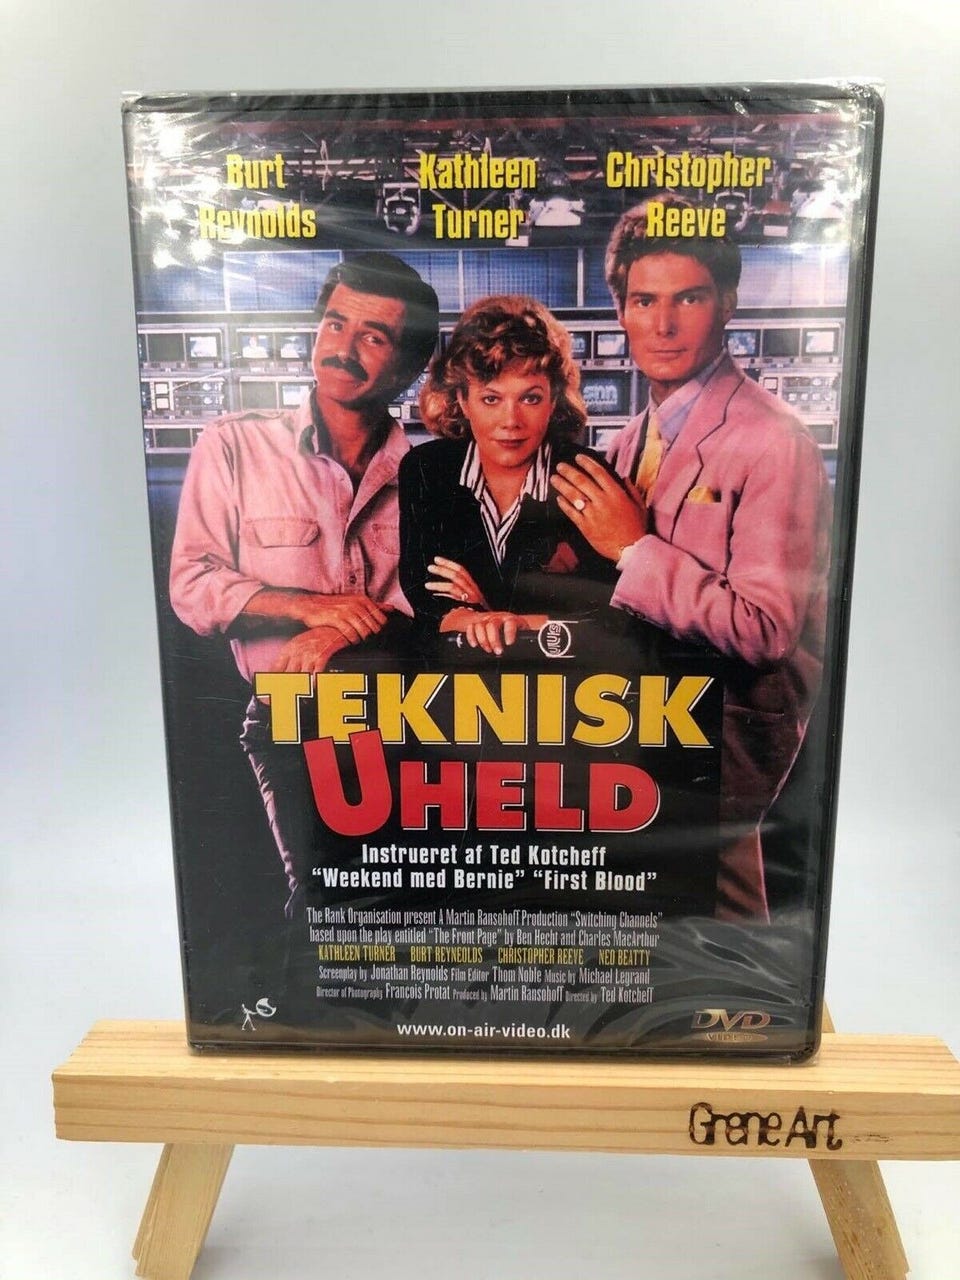 Burt Kathleen Christopher
Reynolds Turner Reeve
TEKNISK
UHELD
Instrueret af Ted Kotcheff
“Weekend med Bernie” “First Blood”
The Rank Organisation present A Martin Ransohoff Production “Switching Channels”
based upon the play entitled “The Front Page” by Ben Hecht and Charles MacArthur
KATHLEEN TURNER BURT REYNEOLDS CHRISTOPHER REEVE NED BEATTY
Screenplay by Jonathan Reynolds Film Editor Thom Noble Music by Michael Legrand
Director of Photography François Protat Produced by Martin Ransohoff Directed by Ted Kotcheff
www.on-air-video.dk
DVD
VIDEO
Grene Art